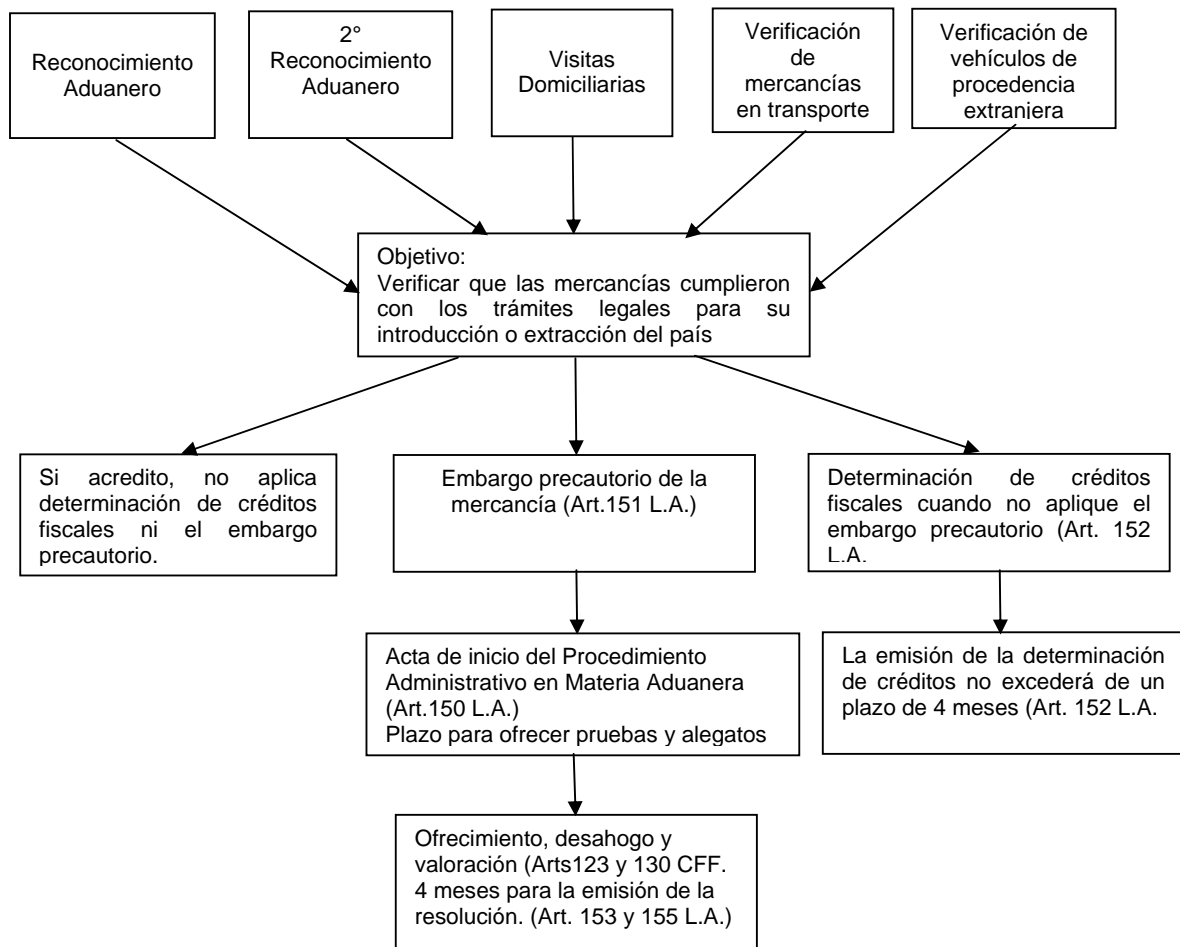 Reconocimiento
Aduanero
2°
Reconocimiento
Aduanero
Visitas
Domiciliarias
Verificación
de
mercancías
en transporte
Verificación de
vehículos de
procedencia
extraniera
Objetivo:
Verificar que las mercancías cumplieron
con los trámites legales para su
introducción o extracción del país
Si acredito, no aplica
determinación de créditos
fiscales ni el embargo
precautorio.
Embargo precautorio de la
mercancía (Art.151 L.A.)
Determinación de créditos
fiscales cuando no aplique el
embargo precautorio (Art. 152
L.A.
Acta de inicio del Procedimiento
Administrativo en Materia Aduanera
(Art.150 L.A.)
Plazo para ofrecer pruebas y alegatos
La emisión de la determinación
de créditos no excederá de un
plazo de 4 meses (Art. 152 L.A.
Ofrecimiento, desahogo y
valoración (Arts123 y 130 CFF.
4 meses para la emisión de la
resolución. (Art. 153 y 155 L.A.)